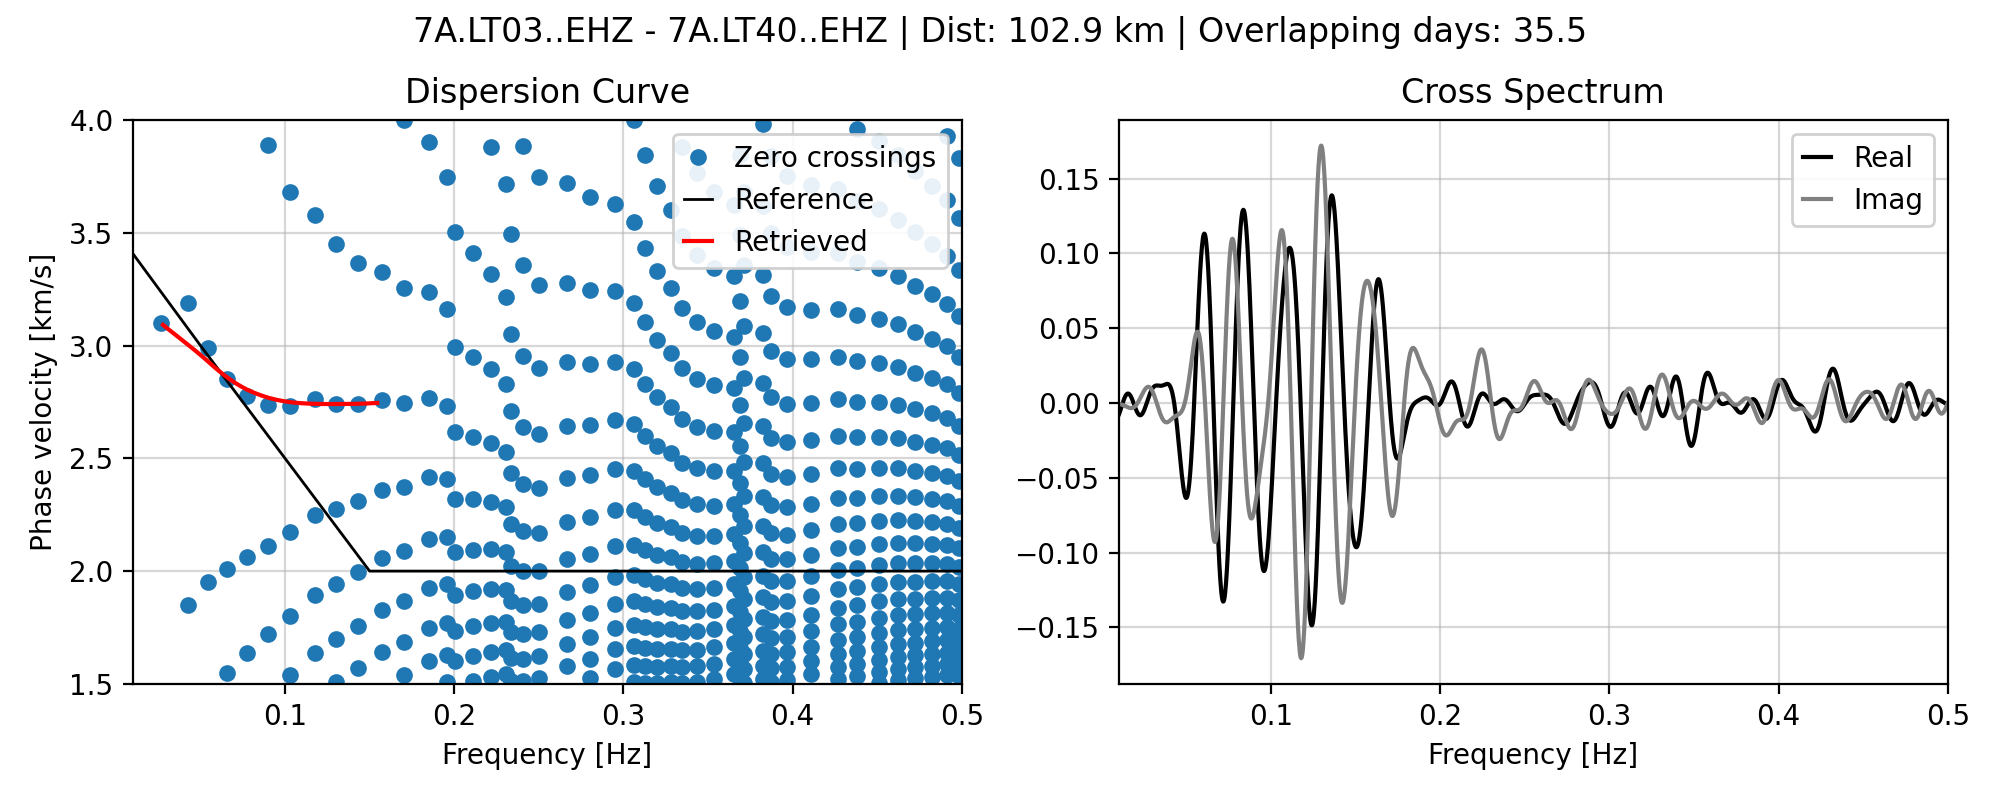 7A.LT03..EHZ - 7A.LT40..EHZ | Dist: 102.9 km | Overlapping days: 35.5
Dispersion Curve
4.0
3.5
3.0
2.5
2.0
1.5
Phase velocity [km/s]
0.1
0.2
0.3
0.4
0.5
Frequency [Hz]
Zero crossings
Reference
Retrieved
Cross Spectrum
0.15
0.10
0.05
0.00
−0.05
−0.10
−0.15
0.1
0.2
0.3
0.4
0.5
Frequency [Hz]
Real
Imag